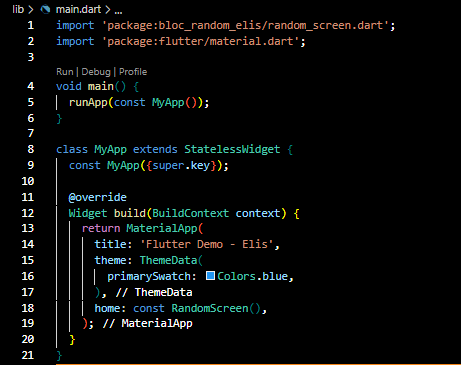 lib > main.dart > ...
1 import 'package:bloc_random_elis/random_screen.dart';
2 import 'package:flutter/material.dart';
3
Run | Debug | Profile
4 void main() {
5 runApp(const MyApp());
6 }
7
8 class MyApp extends StatelessWidget {
9 const MyApp({super.key});
10
11 @override
12 Widget build(BuildContext context) {
13 return MaterialApp(
14 title: 'Flutter Demo - Elis',
15 theme: ThemeData(
16 primarySwatch: Colors.blue,
17 ), // ThemeData
18 home: const RandomScreen(),
19 ); // MaterialApp
20 }
21 }